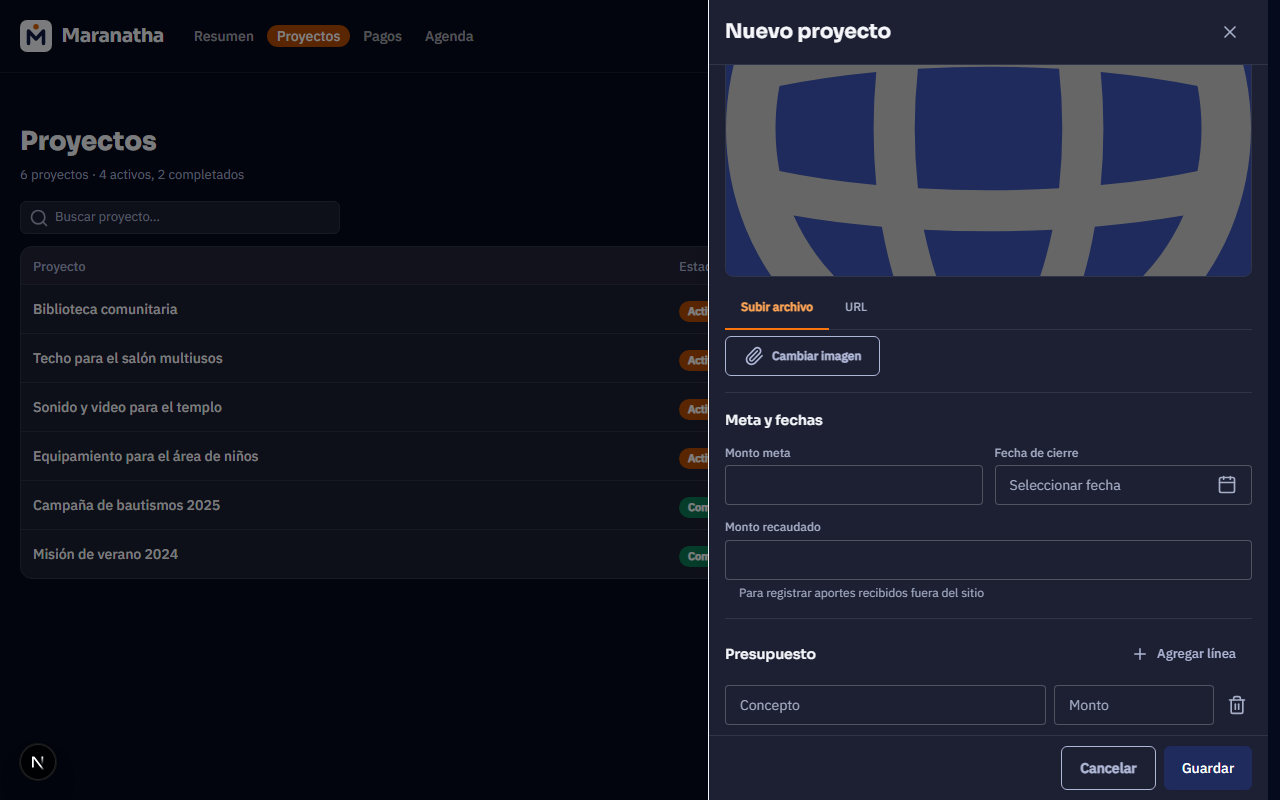 Maranatha
Resumen
Proyectos
Pagos
Agenda
Proyectos
6 proyectos · 4 activos, 2 completados
Buscar proyecto...
Proyecto
Biblioteca comunitaria
Techo para el salón multiusos
Sonido y video para el templo
Equipamiento para el área de niños
Campaña de bautismos 2025
Misión de verano 2024
N
Nuevo proyecto
Subir archivo
URL
Cambiar imagen
Meta y fechas
Monto meta
Fecha de cierre
Seleccionar fecha
Monto recaudado
Para registrar aportes recibidos fuera del sitio
Presupuesto
Agregar línea
Concepto
Monto
Cancelar
Guardar